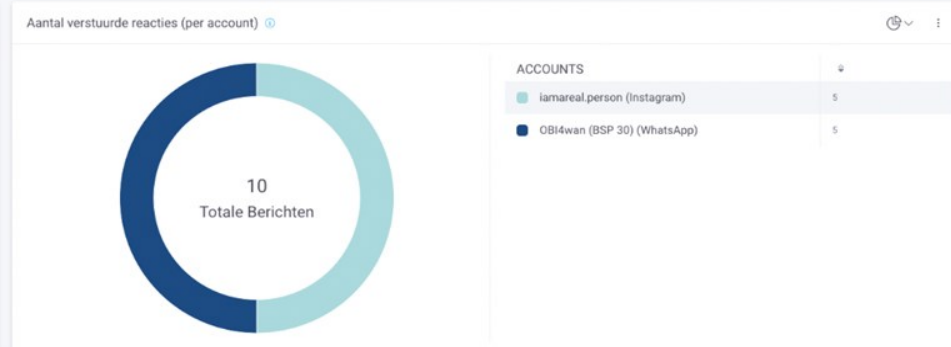 Aantal verstuurde reacties (per account)
10
Totale Berichten
ACCOUNTS
iamareal.person (Instagram) 5
OBI4wan (BSP 30) (WhatsApp) 5